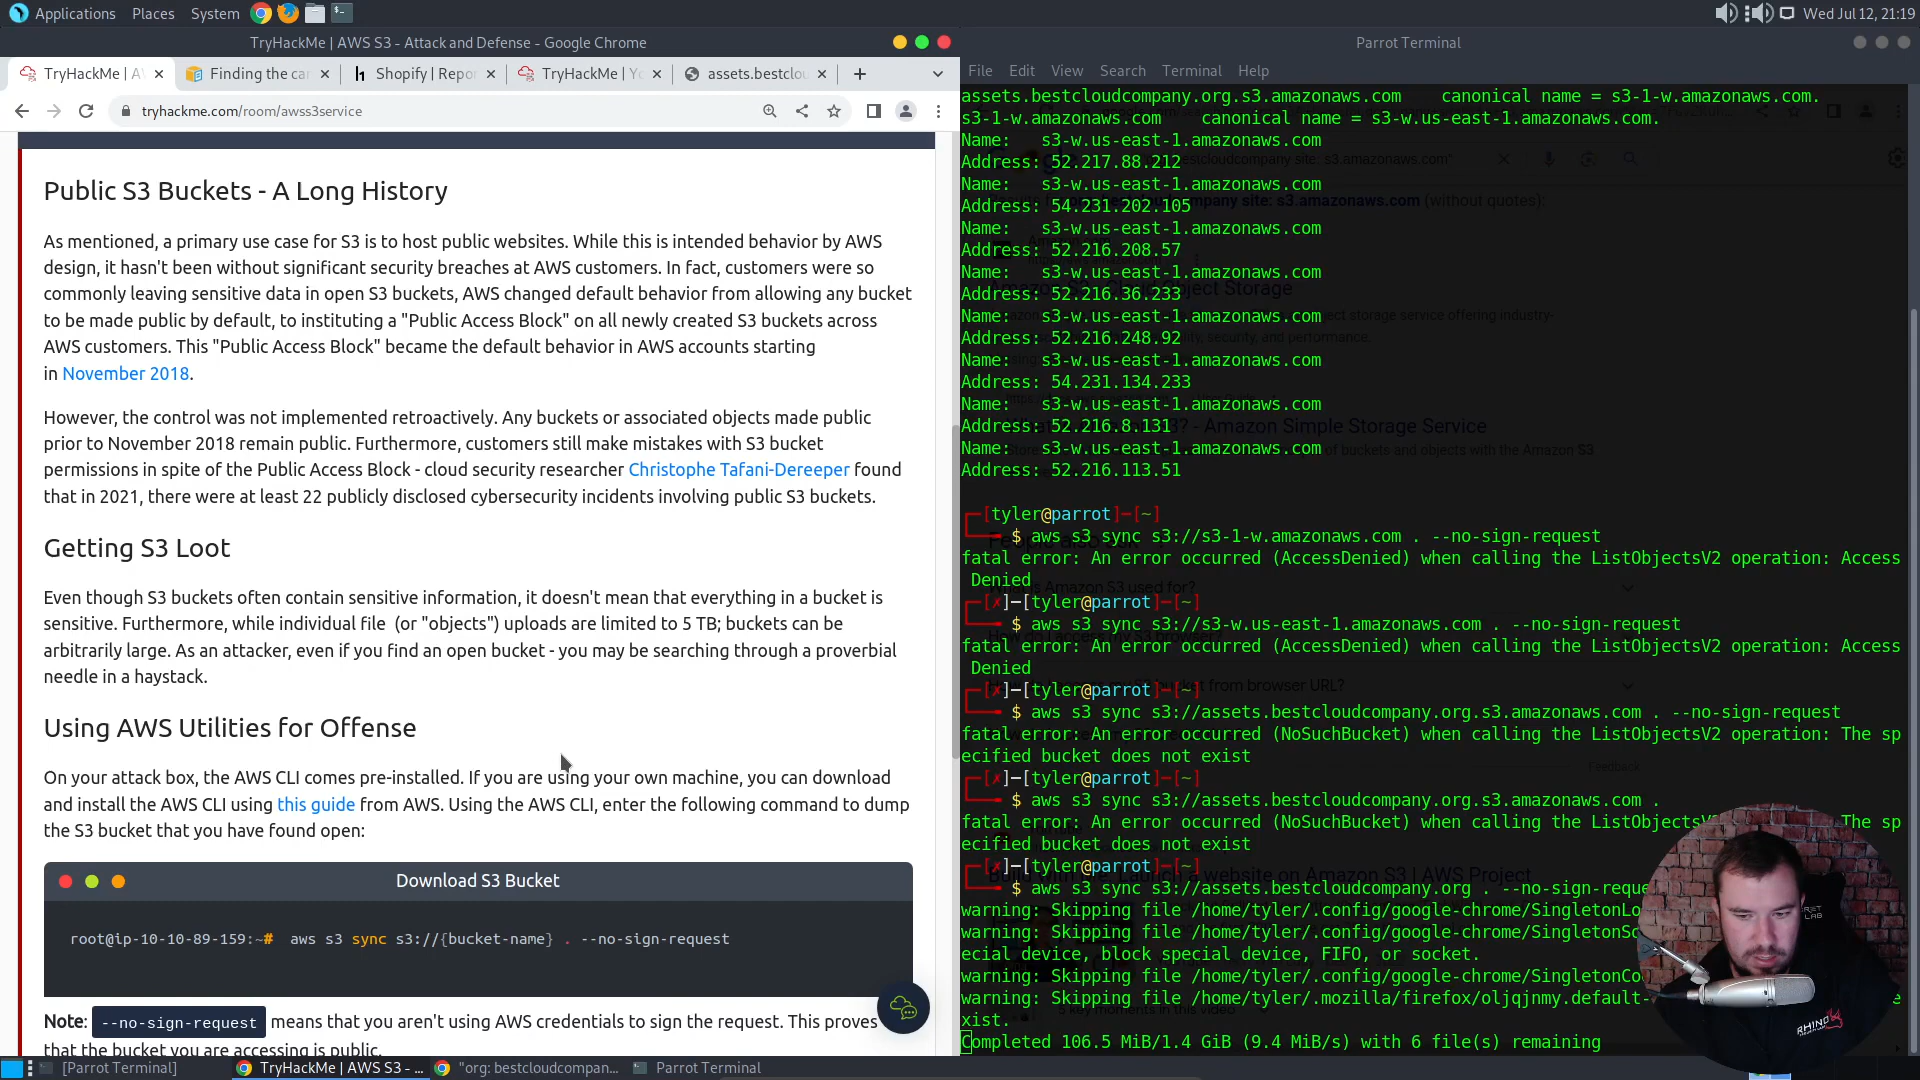 Applications Places System
Wed Jul 12, 21:19
TryHackMe | AWS S3 - Attack and Defense - Google Chrome
TryHackMe | A
Finding the ca
Shopify | Repo
TryHackMe | Yo
assets.bestclou
tryhackme.com/room/awss3service
Public S3 Buckets - A Long History
As mentioned, a primary use case for S3 is to host public websites. While this is intended behavior by AWS
design, it hasn't been without significant security breaches at AWS customers. In fact, customers were so
commonly leaving sensitive data in open S3 buckets, AWS changed default behavior from allowing any bucket
to be made public by default, to instituting a "Public Access Block" on all newly created S3 buckets across
AWS customers. This "Public Access Block" became the default behavior in AWS accounts starting
in November 2018.
However, the control was not implemented retroactively. Any buckets or associated objects made public
prior to November 2018 remain public. Furthermore, customers still make mistakes with S3 bucket
permissions in spite of the Public Access Block - cloud security researcher Christophe Tafani-Dereeper found
that in 2021, there were at least 22 publicly disclosed cybersecurity incidents involving public S3 buckets.
Getting S3 Loot
Even though S3 buckets often contain sensitive information, it doesn't mean that everything in a bucket is
sensitive. Furthermore, while individual file (or "objects") uploads are limited to 5 TB; buckets can be
arbitrarily large. As an attacker, even if you find an open bucket - you may be searching through a proverbial
needle in a haystack.
Using AWS Utilities for Offense
On your attack box, the AWS CLI comes pre-installed. If you are using your own machine, you can download
and install the AWS CLI using this guide from AWS. Using the AWS CLI, enter the following command to dump
the S3 bucket that you have found open:
Download S3 Bucket
root@ip-10-10-89-159:~# aws s3 sync s3://{bucket-name} . --no-sign-request
Note: --no-sign-request means that you aren't using AWS credentials to sign the request. This proves
that the bucket you are accessing is public.
Parrot Terminal
File Edit View Search Terminal Help
assets.bestcloudcompany.org.s3.amazonaws.com canonical name = s3-1-w.amazonaws.com.
s3-1-w.amazonaws.com canonical name = s3-w.us-east-1.amazonaws.com.
Name: s3-w.us-east-1.amazonaws.com
Address: 52.217.88.212
Name: s3-w.us-east-1.amazonaws.com
Address: 54.231.202.105
Name: s3-w.us-east-1.amazonaws.com
Address: 52.216.208.57
Name: s3-w.us-east-1.amazonaws.com
Address: 52.216.36.233
Name: s3-w.us-east-1.amazonaws.com
Address: 52.216.248.92
Name: s3-w.us-east-1.amazonaws.com
Address: 54.231.134.233
Name: s3-w.us-east-1.amazonaws.com
Address: 52.216.8.131
Name: s3-w.us-east-1.amazonaws.com
Address: 52.216.113.51
[tyler@parrot]─[~]
$ aws s3 sync s3://s3-1-w.amazonaws.com . --no-sign-request
fatal error: An error occurred (AccessDenied) when calling the ListObjectsV2 operation: Access
Denied
[✗]─[tyler@parrot]─[~]
$ aws s3 sync s3://s3-w.us-east-1.amazonaws.com . --no-sign-request
fatal error: An error occurred (AccessDenied) when calling the ListObjectsV2 operation: Access
Denied
[✗]─[tyler@parrot]─[~]
$ aws s3 sync s3://assets.bestcloudcompany.org.s3.amazonaws.com . --no-sign-request
fatal error: An error occurred (NoSuchBucket) when calling the ListObjectsV2 operation: The sp
ecified bucket does not exist
[✗]─[tyler@parrot]─[~]
$ aws s3 sync s3://assets.bestcloudcompany.org.s3.amazonaws.com .
fatal error: An error occurred (NoSuchBucket) when calling the ListObjectsV2 The sp
ecified bucket does not exist
[✗]─[tyler@parrot]─[~]
$ aws s3 sync s3://assets.bestcloudcompany.org . --no-sign-reque
warning: Skipping file /home/tyler/.config/google-chrome/SingletonLo
warning: Skipping file /home/tyler/.config/google-chrome/SingletonSo
ecial device, block special device, FIFO, or socket.
warning: Skipping file /home/tyler/.config/google-chrome/SingletonCo
warning: Skipping file /home/tyler/.mozilla/firefox/oljqjnmy.default- e
xist.
Completed 106.5 MiB/1.4 GiB (9.4 MiB/s) with 6 file(s) remaining
RHINO
[Parrot Terminal]
TryHackMe | AWS S3 - ...
"org: bestcloudcompan...
Parrot Terminal